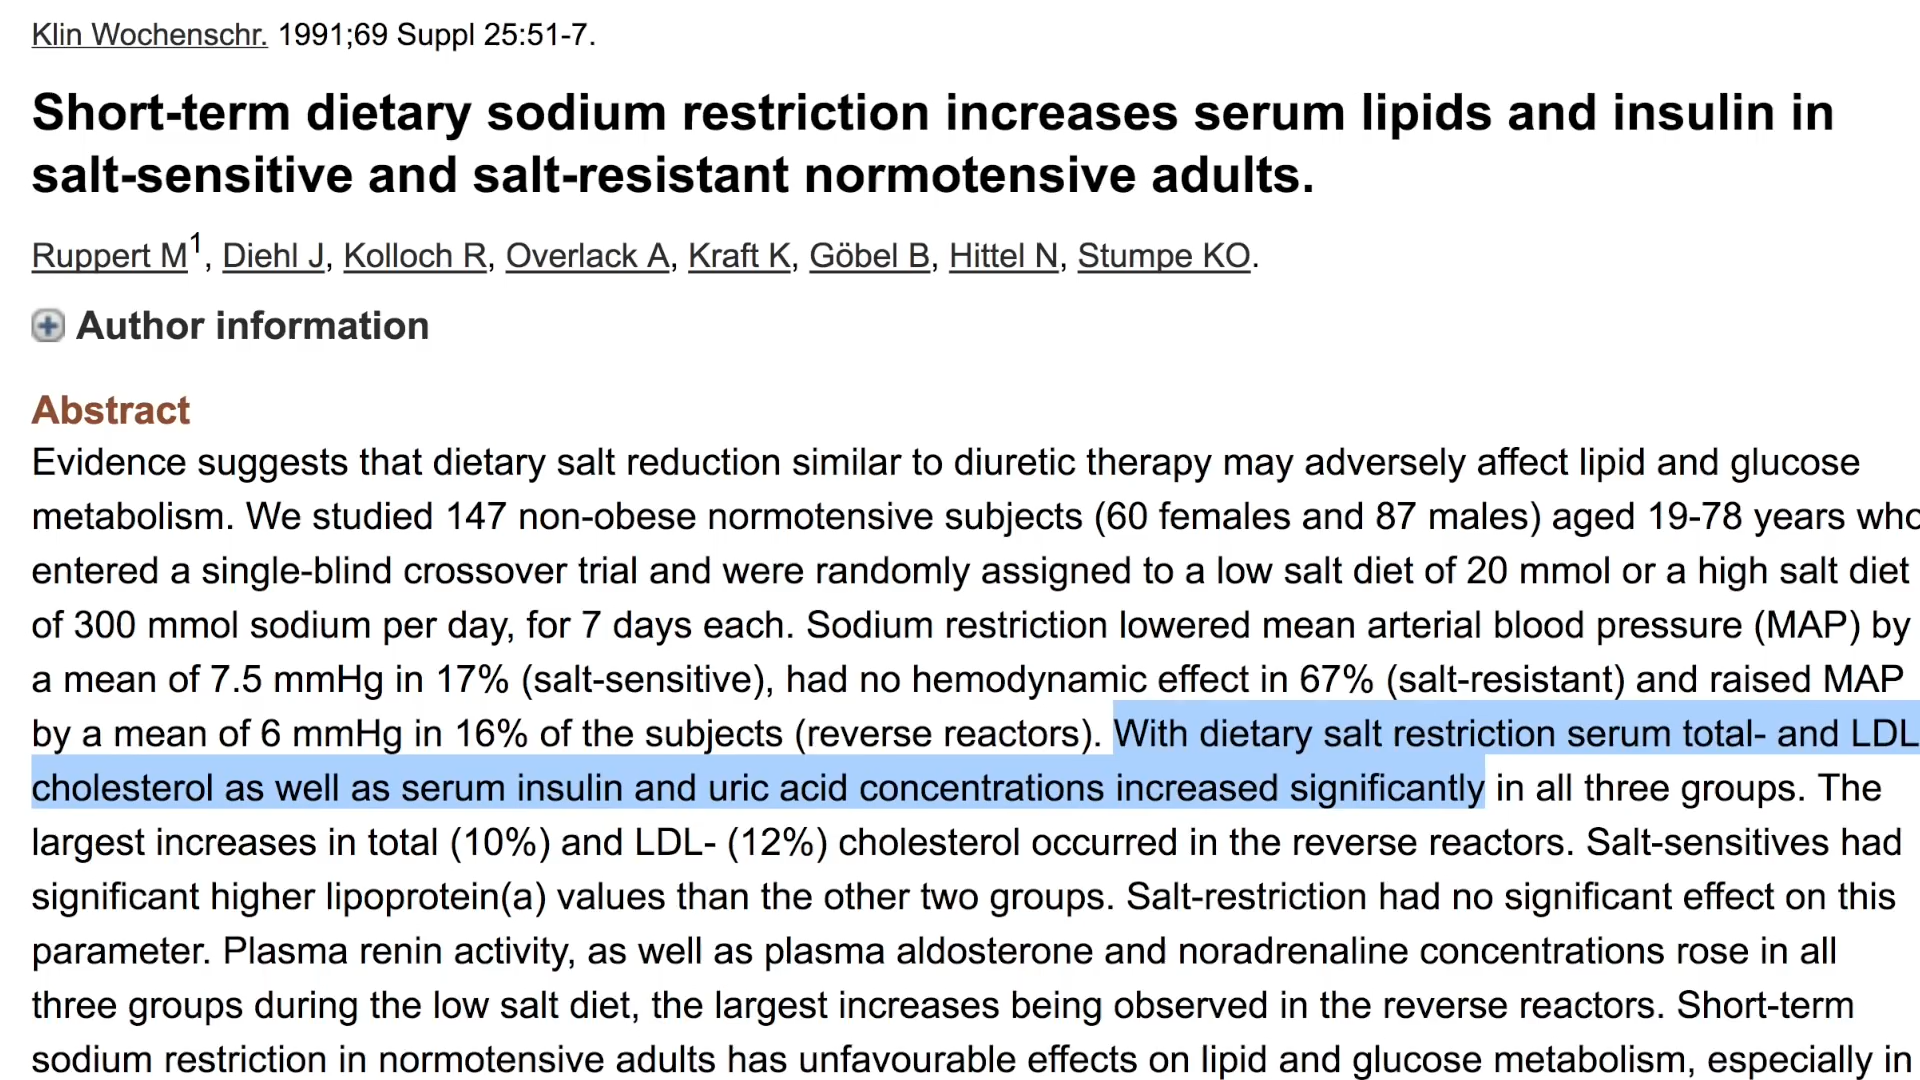 Klin Wochenschr. 1991;69 Suppl 25:51-7.
Short-term dietary sodium restriction increases serum lipids and insulin in
salt-sensitive and salt-resistant normotensive adults.
Ruppert M1, Diehl J, Kolloch R, Overlack A, Kraft K, Göbel B, Hittel N, Stumpe KO.
Author information
Abstract
Evidence suggests that dietary salt reduction similar to diuretic therapy may adversely affect lipid and glucose
metabolism. We studied 147 non-obese normotensive subjects (60 females and 87 males) aged 19-78 years who
entered a single-blind crossover trial and were randomly assigned to a low salt diet of 20 mmol or a high salt diet
of 300 mmol sodium per day, for 7 days each. Sodium restriction lowered mean arterial blood pressure (MAP) by
a mean of 7.5 mmHg in 17% (salt-sensitive), had no hemodynamic effect in 67% (salt-resistant) and raised MAP
by a mean of 6 mmHg in 16% of the subjects (reverse reactors). With dietary salt restriction serum total- and LDL
cholesterol as well as serum insulin and uric acid concentrations increased significantly in all three groups. The
largest increases in total (10%) and LDL- (12%) cholesterol occurred in the reverse reactors. Salt-sensitives had
significant higher lipoprotein(a) values than the other two groups. Salt-restriction had no significant effect on this
parameter. Plasma renin activity, as well as plasma aldosterone and noradrenaline concentrations rose in all
three groups during the low salt diet, the largest increases being observed in the reverse reactors. Short-term
sodium restriction in normotensive adults has unfavourable effects on lipid and glucose metabolism, especially in